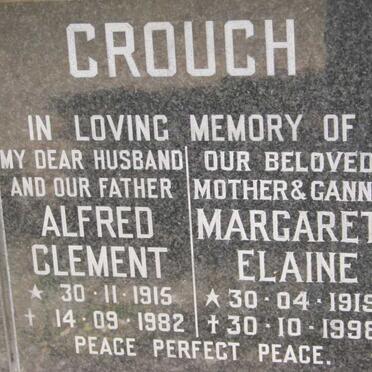 CROUCH
IN LOVING MEMORY OF
MY DEAR HUSBAND
AND OUR FATHER
ALFRED
CLEMENT
★ 30·11·1915
† 14·09·1982
OUR BELOVED
MOTHER & GANN
MARGARET
ELAINE
★ 30·04·1919
† 30·10·1998
PEACE PERFECT PEACE.